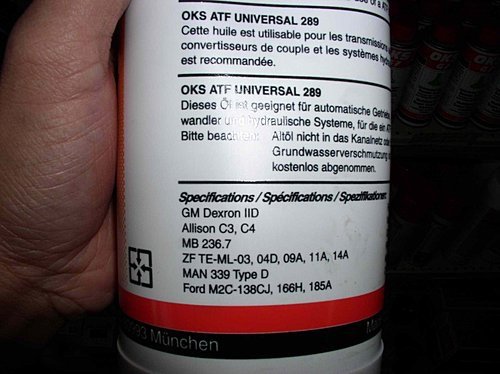 OKS ATF UNIVERSAL 289
Cette huile est utilisable pour les transmissions
convertisseurs de couple et les systèmes
est recommandée.
OKS ATF UNIVERSAL 289
Dieses Öl ist geeignet für automatische Getriebe
wandler und hydraulische Systeme, für die ein
Bitte beachten: Altöl nicht in das Kanalnetz oder
Grundwasserverschmutzung
kostenlos abgenommen.
Specifications / Spécifications / Spezifikationen
GM Dexron IID
Allison C3, C4
MB 236.7
ZF TE-ML-03, 04D, 09A, 11A, 14A
MAN 339 Type D
Ford M2C-138CJ, 166H, 185A
München
OKS